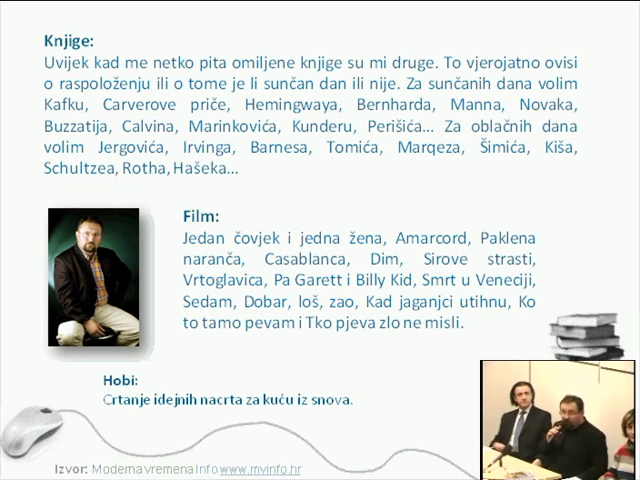 Knjige:
Uvijek kad me netko pita omiljene knjige su mi druge. To vjerojatno ovisi
o raspoloženju ili o tome je li sunčan dan ili nije. Za sunčanih dana volim
Kafku, Carverove priče, Hemingwaya, Bernharda, Manna, Novaka,
Buzzatija, Calvina, Marinkovića, Kunderu, Perišića... Za oblačnih dana
volim Jergovića, Irvinga, Barnesa, Tomića, Marqeza, Šimića, Kiša,
Schultzea, Rotha, Hašeka...
Film:
Jedan čovjek i jedna žena, Amarcord, Paklena
naranča, Casablanca, Dim, Sirove strasti,
Vrtoglavica, Pa Garett i Billy Kid, Smrt u Veneciji,
Sedam, Dobar, loš, zao, Kad jaganjci utihnu, Ko
to tamo pevam i Tko pjeva zlo ne misli.
Hobi:
Crtanje idejnih nacrta za kuću iz snova.
Izvor: Moderna vremena Info www.mvinfo.hr